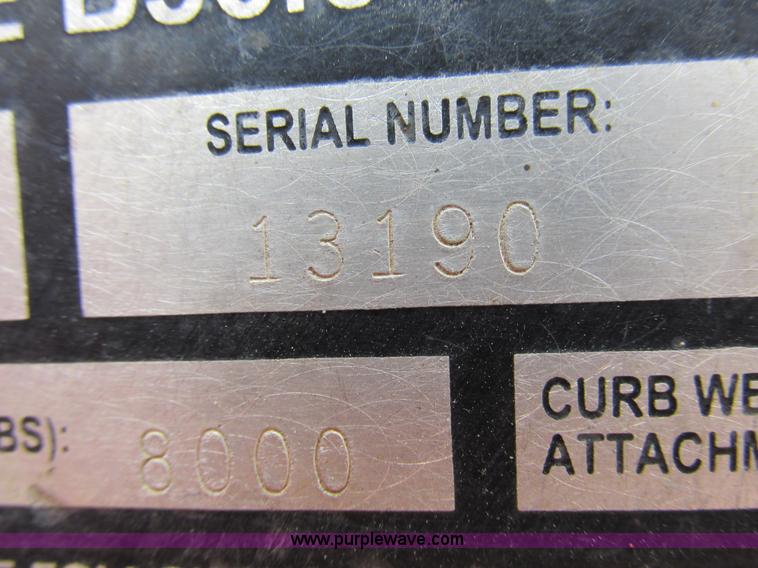 SERIAL NUMBER:
13190
BS): 8000
CURB WE
ATTACHM
www.purplewave.com